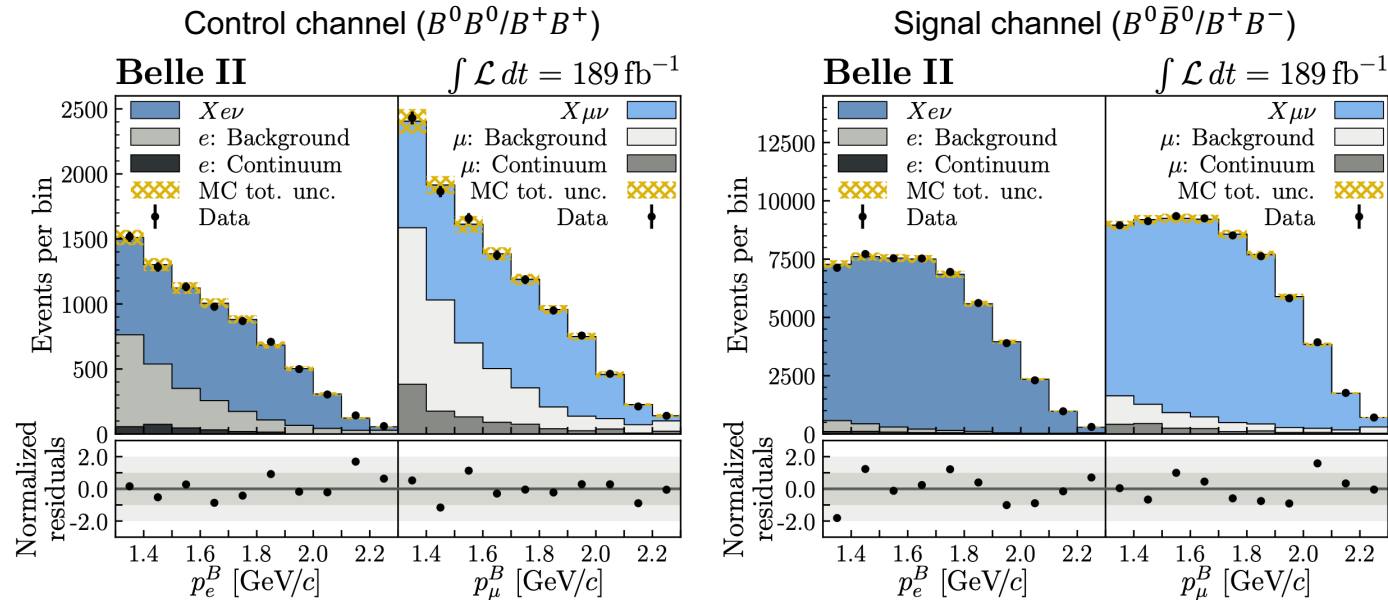 Control channel (B⁰B⁰/B⁺B⁺)
Belle II
∫ 𝓛 dt = 189 fb⁻¹
Xeν
e: Background
e: Continuum
MC tot. unc.
Data
Xμν
μ: Background
μ: Continuum
MC tot. unc.
Data
Events per bin
2500
2000
1500
1000
500
0
Normalized
residuals
2.0
0.0
-2.0
1.4
1.6
1.8
2.0
2.2
1.4
1.6
1.8
2.0
2.2
pₑᴮ [GeV/c]
p_μᴮ [GeV/c]
Signal channel (B⁰B̄⁰/B⁺B⁻)
Belle II
∫ 𝓛 dt = 189 fb⁻¹
Xeν
e: Background
e: Continuum
MC tot. unc.
Data
Xμν
μ: Background
μ: Continuum
MC tot. unc.
Data
Events per bin
12500
10000
7500
5000
2500
0
Normalized
residuals
2.0
0.0
-2.0
1.4
1.6
1.8
2.0
2.2
1.4
1.6
1.8
2.0
2.2
pₑᴮ [GeV/c]
p_μᴮ [GeV/c]